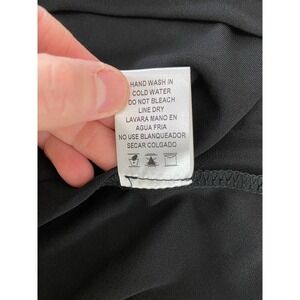 HAND WASH IN
COLD WATER
DO NOT BLEACH
LINE DRY
LAVARA MANO EN
AGUA FRIA
NO USE BLANQUEADOR
SECAR COLGADO